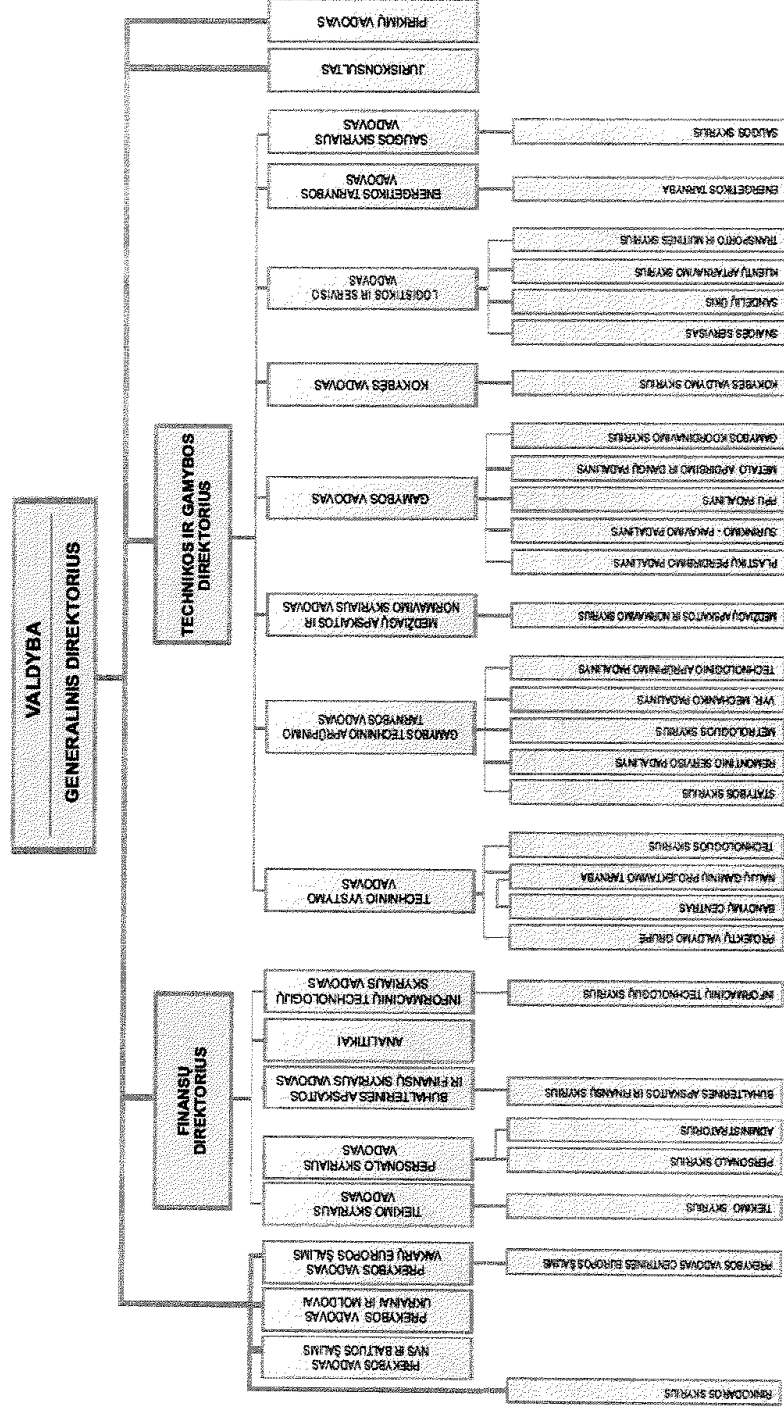 VALDYBA
GENERALINIS DIREKTORIUS
FINANSŲ
DIREKTORIUS
TECHNIKOS IR GAMYBOS
DIREKTORIUS
PREKYBOS VADOVAS
NVS IR BALTIJOS ŠALIMS
PREKYBOS VADOVAS
UKRAINAI IR MOLDOVAI
PREKYBOS VADOVAS
VAKARŲ EUROPOS ŠALIMS
TIEKIMO SKYRIAUS
VADOVAS
PERSONALO SKYRIAUS
VADOVAS
BUHALTERINĖS APSKAITOS
IR FINANSŲ SKYRIAUS VADOVAS
ANALITIKAI
INFORMACINIŲ TECHNOLOGIJŲ
SKYRIAUS VADOVAS
TECHNINIO VYSTYMO
VADOVAS
GAMYBOS TECHNINIO APRŪPINIMO
TARNYBOS VADOVAS
MEDŽIAGŲ APSKAITOS IR
NORMAVIMO SKYRIAUS VADOVAS
GAMYBOS VADOVAS
KOKYBĖS VADOVAS
LOGISTIKOS IR SERVISO
VADOVAS
ENERGETIKOS TARNYBOS
VADOVAS
SAUGOS SKYRIAUS
VADOVAS
JURISKONSULTAS
PIRKIMŲ VADOVAS
RINKODAROS SKYRIUS
PREKYBOS VADOVAS CENTRINĖS EUROPOS ŠALIMS
TIEKIMO SKYRIUS
PERSONALO SKYRIUS
ADMINISTRATORIUS
BUHALTERINĖS APSKAITOS IR FINANSŲ SKYRIUS
INFORMACINIŲ TECHNOLOGIJŲ SKYRIUS
PROJEKTŲ VALDYMO GRUPĖ
BANDYMŲ CENTRAS
NAUJŲ GAMINIŲ PROJEKTAVIMO TARNYBA
TECHNOLOGIJOS SKYRIUS
STATYBOS SKYRIUS
REMONTINIO SERVISO PADALINYS
METROLOGIJOS SKYRIUS
VYR. MECHANIKO PADALINYS
TECHNOLOGINIO APRŪPINIMO PADALINYS
MEDŽIAGŲ APSKAITOS IR NORMAVIMO SKYRIUS
PLASTIKŲ PERDIRBIMO PADALINYS
SURINKIMO - PAKAVIMO PADALINYS
PPU PADALINYS
METALO APDIRBIMO IR DANGŲ PADALINYS
GAMYBOS KOORDINAVIMO SKYRIUS
KOKYBĖS VALDYMO SKYRIUS
SNAIGĖS SERVISAS
SANDĖLIŲ ŪKIS
KLIENTŲ APTARNAVIMO SKYRIUS
TRANSPORTO IR MUITINĖS SKYRIUS
ENERGETIKOS TARNYBA
SAUGOS SKYRIUS